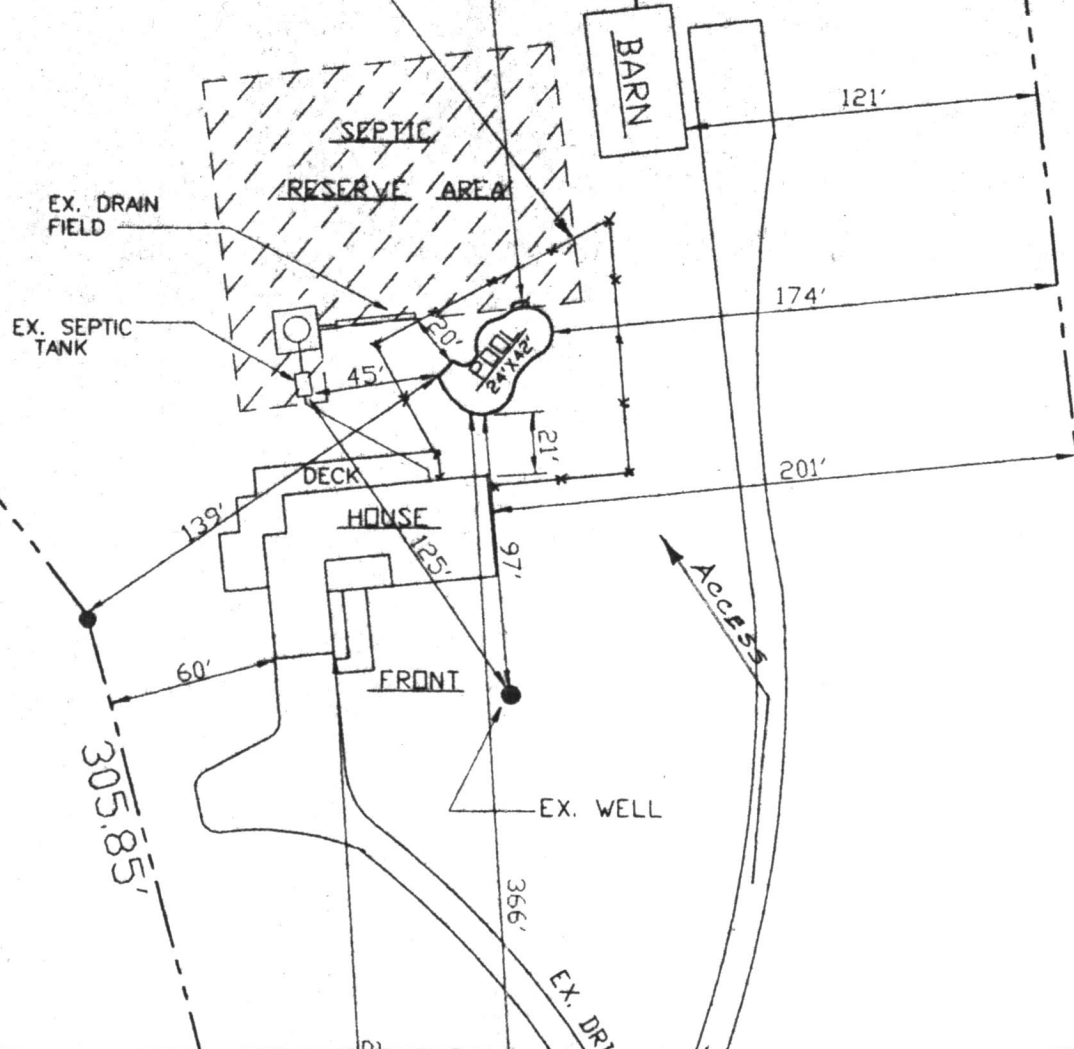 BARN
121'
SEPTIC
RESERVE AREA
EX. DRAIN
FIELD
174'
EX. SEPTIC
TANK
20'
POOL
24'X42'
45'
21'
DECK
201'
HOUSE
139'
125'
97'
ACCESS
60'
FRONT
305.85'
EX. WELL
366'
EX.